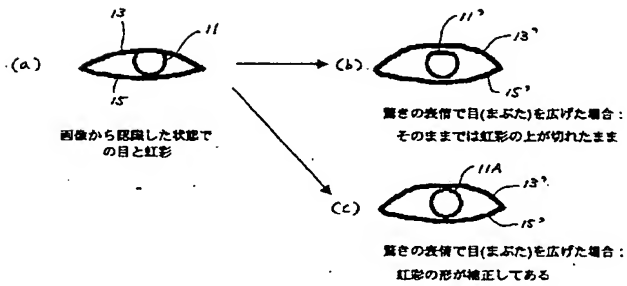 (a)
13
11
15
画像から認識した状態で
の目と虹彩
(b)
11'
13'
15'
驚きの表情で目(まぶた)を広げた場合：
そのままでは虹彩の上が切れたまま
(c)
11A
13'
15'
驚きの表情で目(まぶた)を広げた場合：
虹彩の形が補正してある